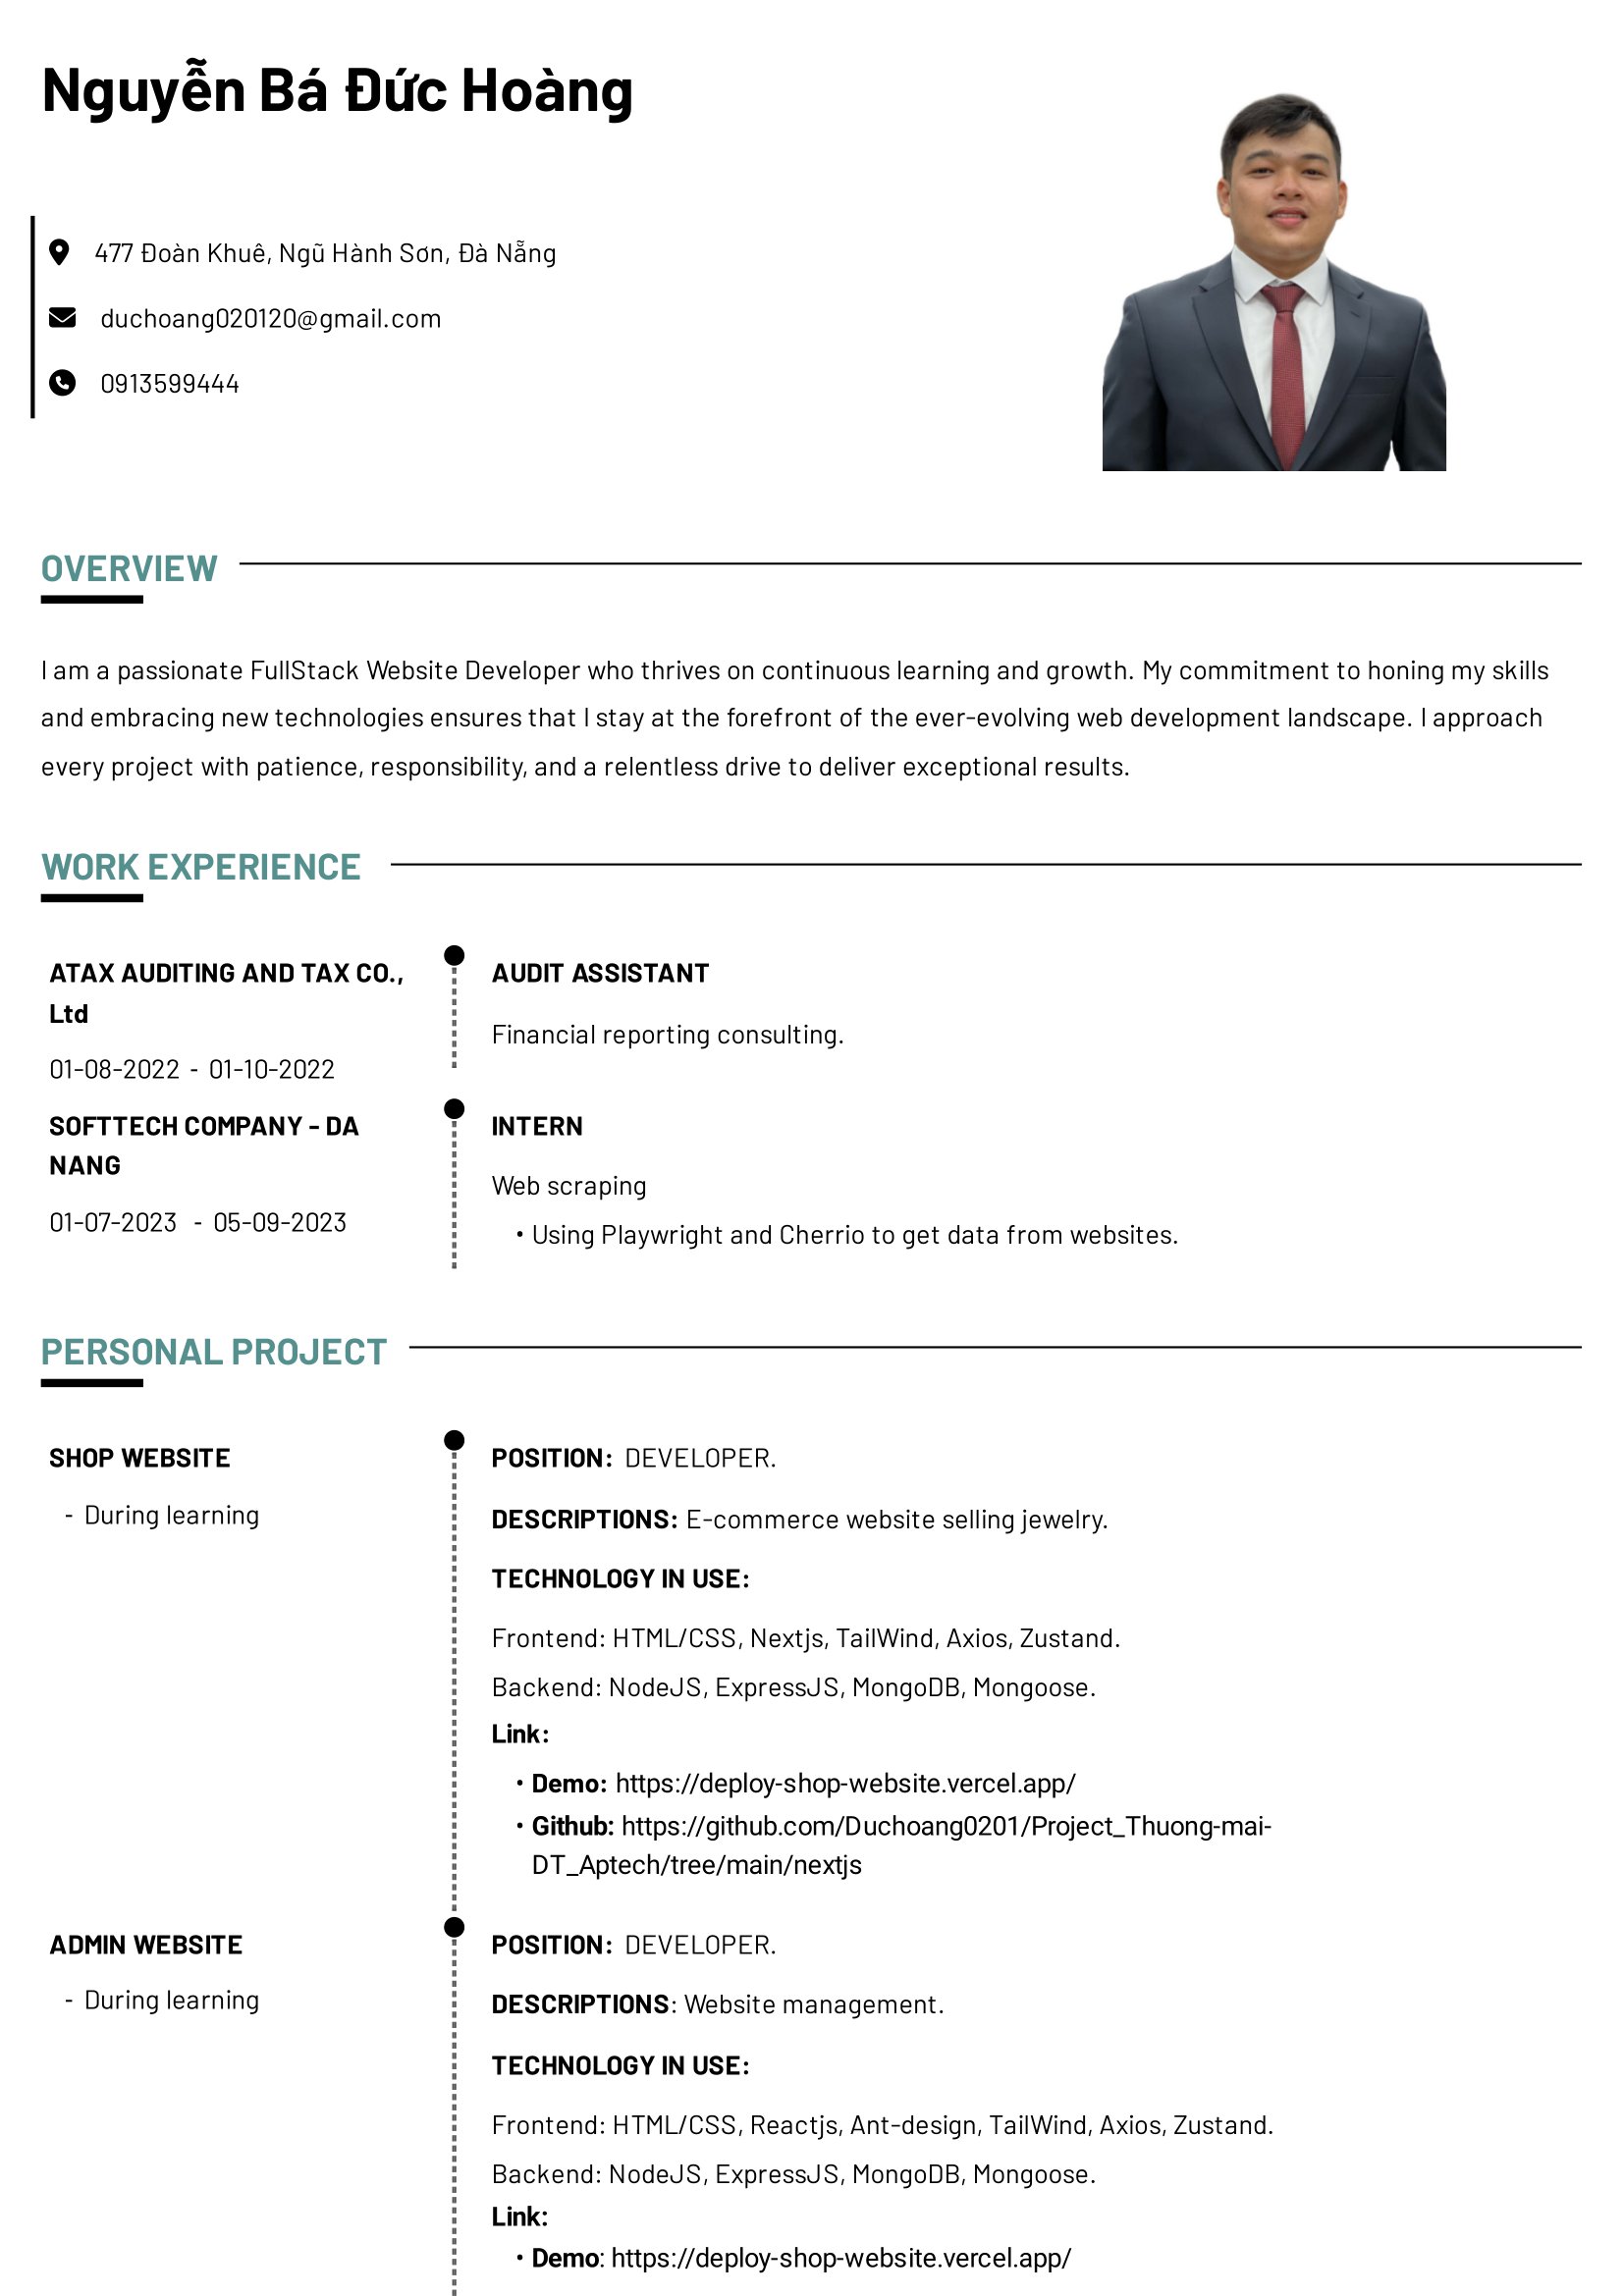 Nguyễn Bá Đức Hoàng
477 Đoàn Khuê, Ngũ Hành Sơn, Đà Nẵng
duchoang020120@gmail.com
0913599444
OVERVIEW
I am a passionate FullStack Website Developer who thrives on continuous learning and growth. My commitment to honing my skills
and embracing new technologies ensures that I stay at the forefront of the ever-evolving web development landscape. I approach
every project with patience, responsibility, and a relentless drive to deliver exceptional results.
WORK EXPERIENCE
ATAX AUDITING AND TAX CO.,
Ltd
01-08-2022 - 01-10-2022
AUDIT ASSISTANT
Financial reporting consulting.
SOFTTECH COMPANY - DA
NANG
01-07-2023 - 05-09-2023
INTERN
Web scraping
• Using Playwright and Cherrio to get data from websites.
PERSONAL PROJECT
SHOP WEBSITE
- During learning
POSITION: DEVELOPER.
DESCRIPTIONS: E-commerce website selling jewelry.
TECHNOLOGY IN USE:
Frontend: HTML/CSS, Nextjs, TailWind, Axios, Zustand.
Backend: NodeJS, ExpressJS, MongoDB, Mongoose.
Link:
• Demo: https://deploy-shop-website.vercel.app/
• Github: https://github.com/Duchoang0201/Project_Thuong-mai-
DT_Aptech/tree/main/nextjs
ADMIN WEBSITE
- During learning
POSITION: DEVELOPER.
DESCRIPTIONS: Website management.
TECHNOLOGY IN USE:
Frontend: HTML/CSS, Reactjs, Ant-design, TailWind, Axios, Zustand.
Backend: NodeJS, ExpressJS, MongoDB, Mongoose.
Link:
• Demo: https://deploy-shop-website.vercel.app/